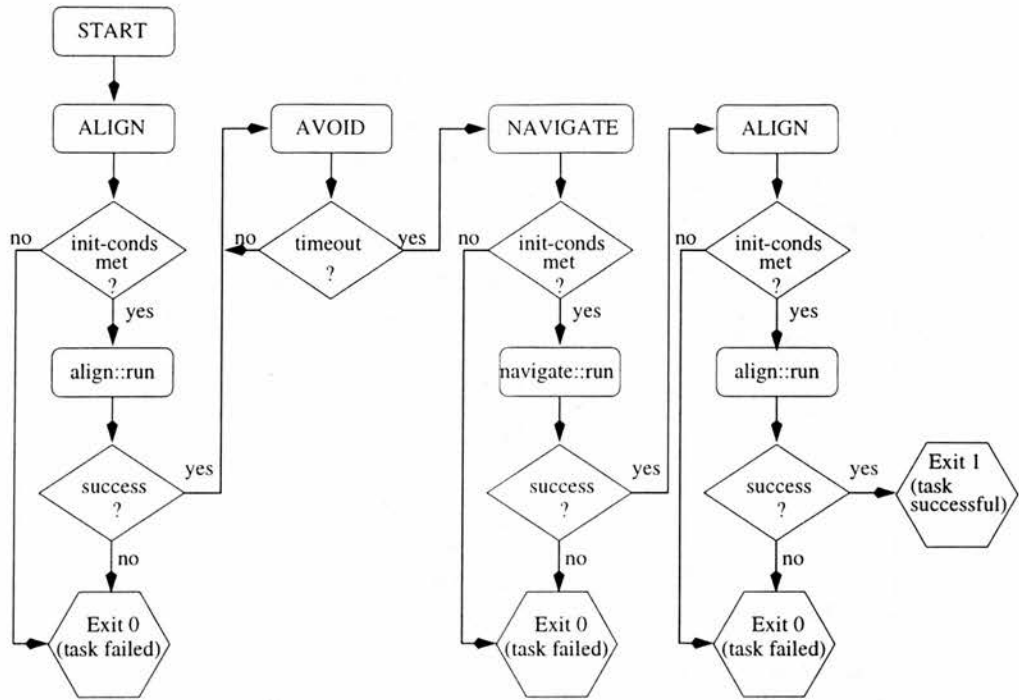 START
ALIGN
no
init-conds
met
?
yes
align::run
success
?
yes
no
Exit 0
(task failed)
AVOID
no
timeout
?
yes
NAVIGATE
no
init-conds
met
?
yes
navigate::run
success
?
yes
no
Exit 0
(task failed)
ALIGN
no
init-conds
met
?
yes
align::run
success
?
yes
no
Exit 0
(task failed)
Exit 1
(task
successful)